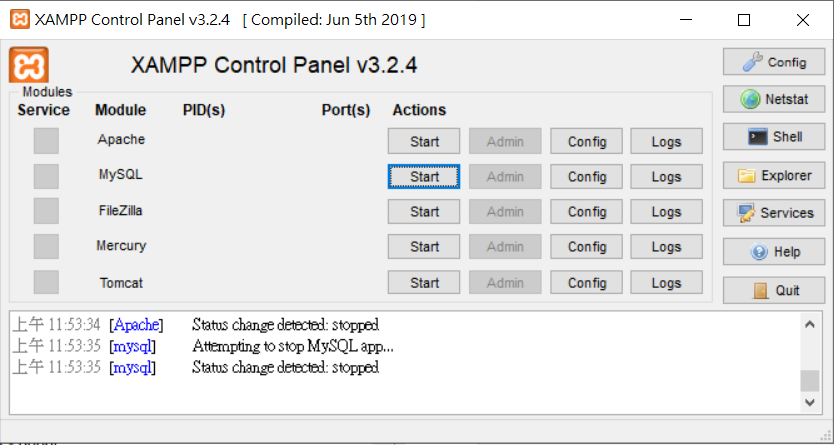 XAMPP Control Panel v3.2.4 [ Compiled: Jun 5th 2019 ]
XAMPP Control Panel v3.2.4
Config
Modules
Service Module PID(s) Port(s) Actions
Netstat
Apache Start Admin Config Logs
Shell
MySQL Start Admin Config Logs
Explorer
FileZilla Start Admin Config Logs
Services
Mercury Start Admin Config Logs
Help
Tomcat Start Admin Config Logs
Quit
上午 11:53:34 [Apache] Status change detected: stopped
上午 11:53:35 [mysql] Attempting to stop MySQL app...
上午 11:53:35 [mysql] Status change detected: stopped